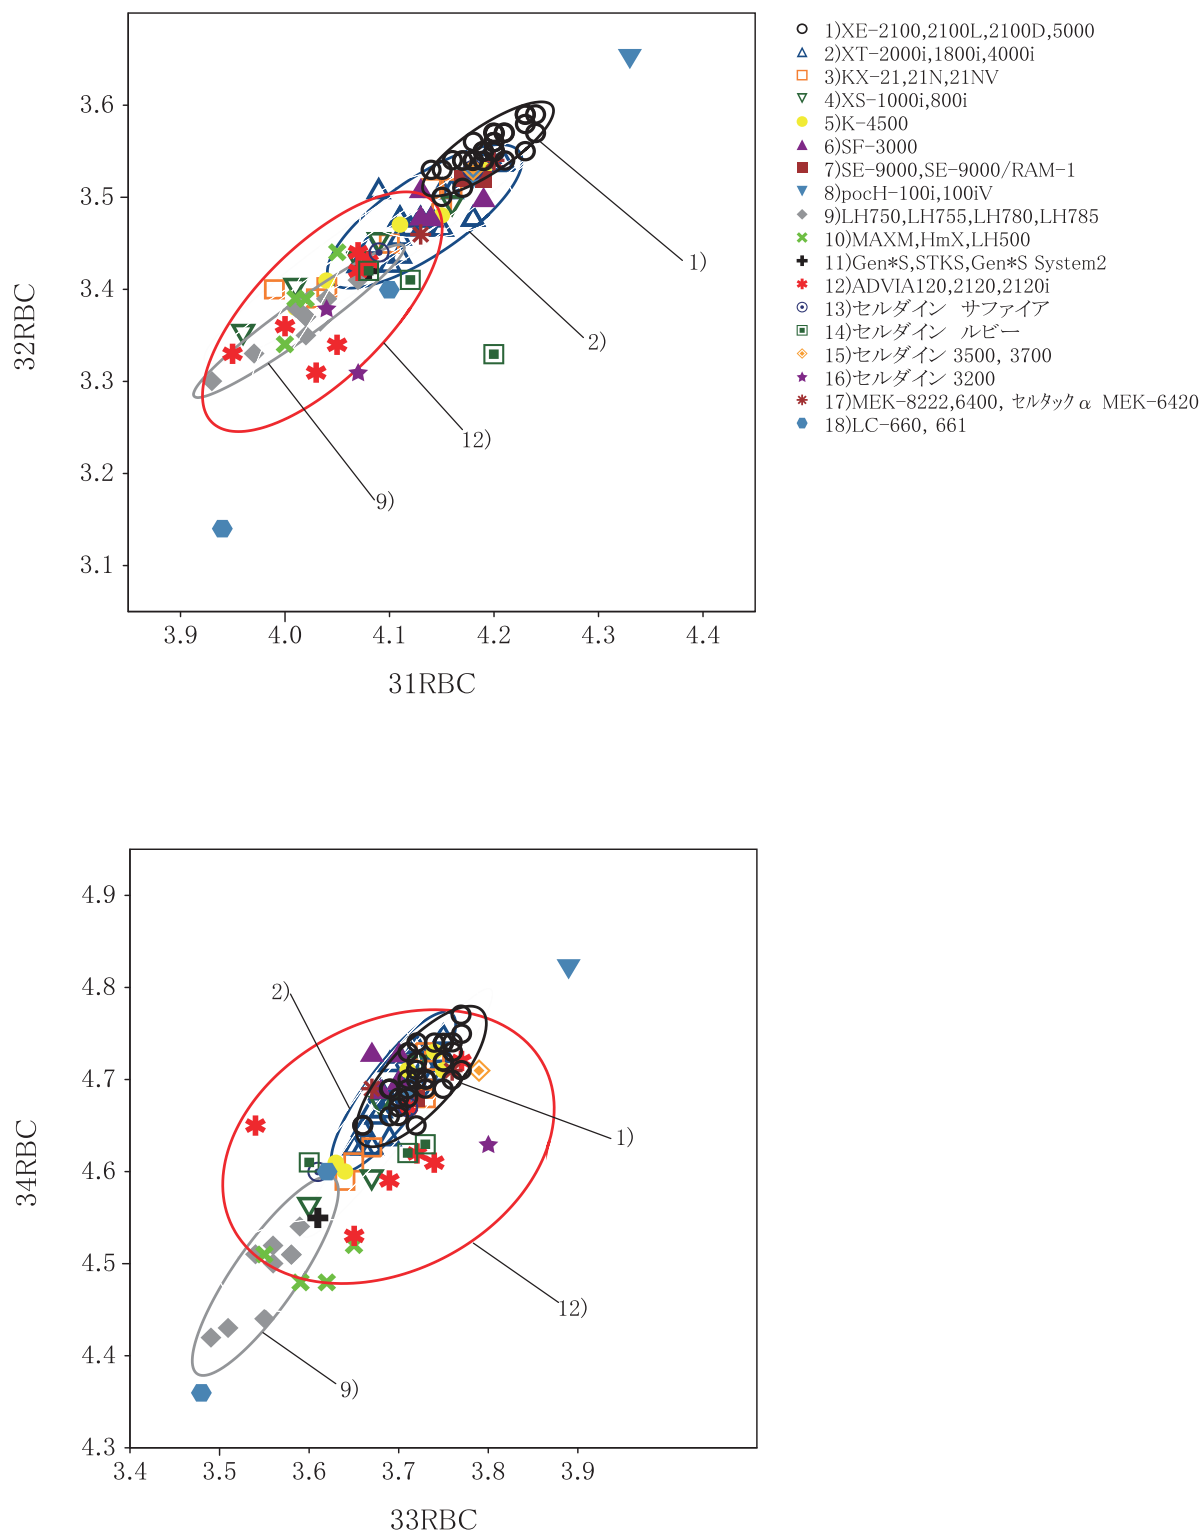 32RBC
3.6
3.5
3.4
3.3
3.2
3.1
3.9 4.0 4.1 4.2 4.3 4.4
31RBC
1)
2)
12)
9)
1)XE-2100,2100L,2100D,5000
2)XT-2000i,1800i,4000i
3)KX-21,21N,21NV
4)XS-1000i,800i
5)K-4500
6)SF-3000
7)SE-9000,SE-9000/RAM-1
8)pocH-100i,100iV
9)LH750,LH755,LH780,LH785
10)MAXM,HmX,LH500
11)Gen*S,STKS,Gen*S System2
12)ADVIA120,2120,2120i
13)セルダイン サファイア
14)セルダイン ルビー
15)セルダイン 3500, 3700
16)セルダイン 3200
17)MEK-8222,6400, セルタックα MEK-6420
18)LC-660, 661
34RBC
4.9
4.8
4.7
4.6
4.5
4.4
4.3
3.4 3.5 3.6 3.7 3.8 3.9
33RBC
2)
1)
12)
9)